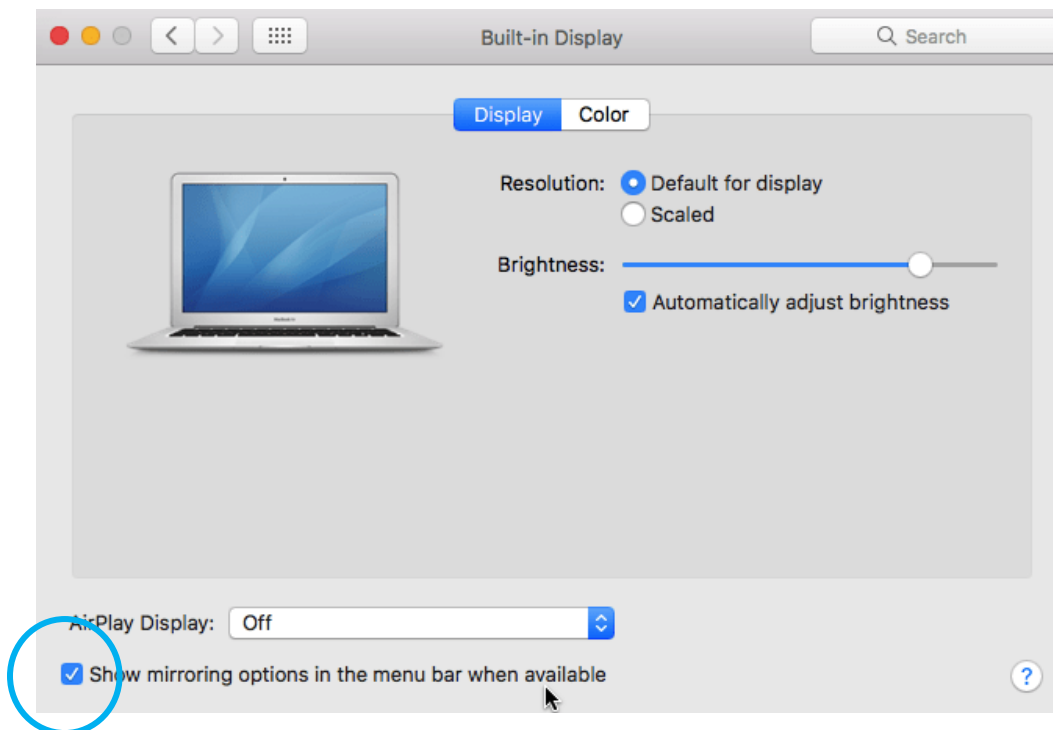 Built-in Display
Search
Display Color
Resolution: Default for display
Scaled
Brightness:
Automatically adjust brightness
AirPlay Display: Off
Show mirroring options in the menu bar when available
?